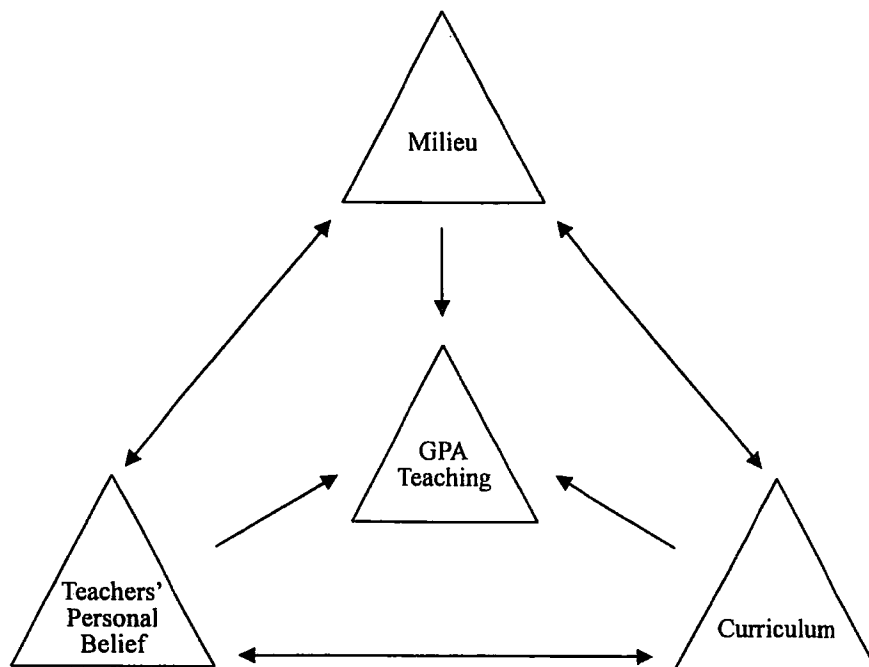 Milieu
GPA
Teaching
Teachers’
Personal
Belief
Curriculum